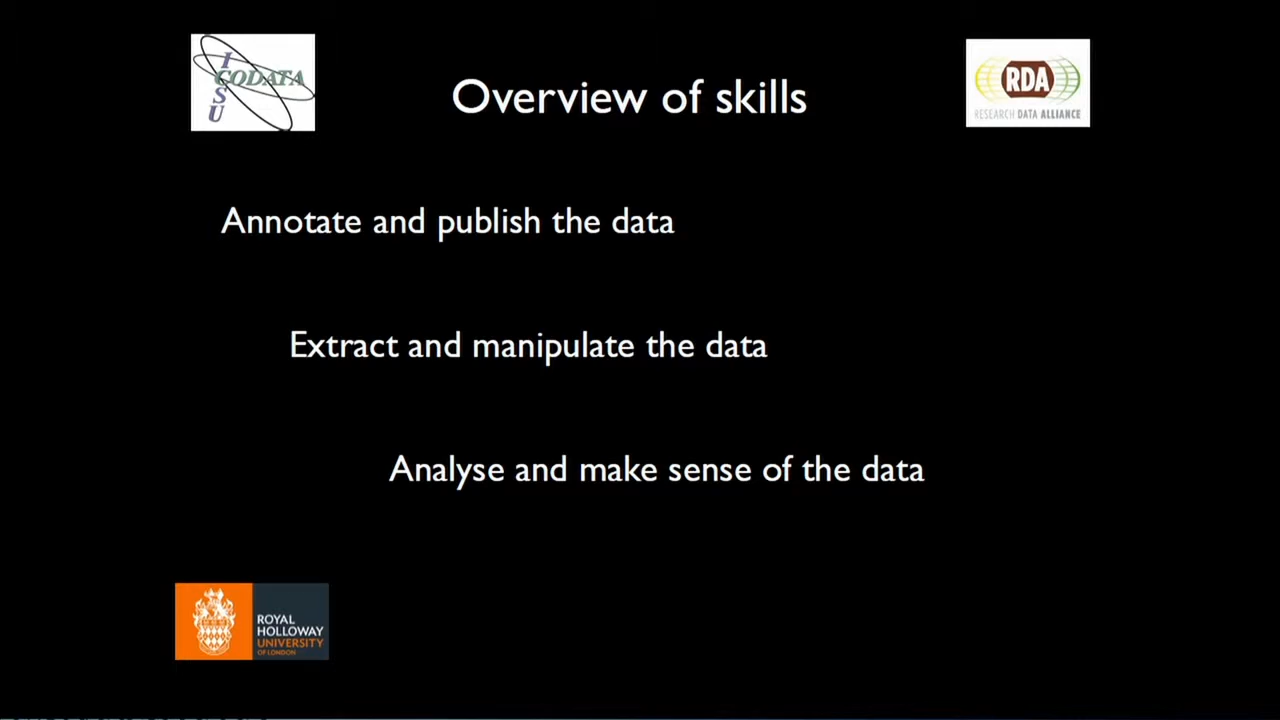 ICSU
CODATA
Overview of skills
RDA
RESEARCH DATA ALLIANCE
Annotate and publish the data
Extract and manipulate the data
Analyse and make sense of the data
ROYAL
HOLLOWAY
UNIVERSITY
OF LONDON